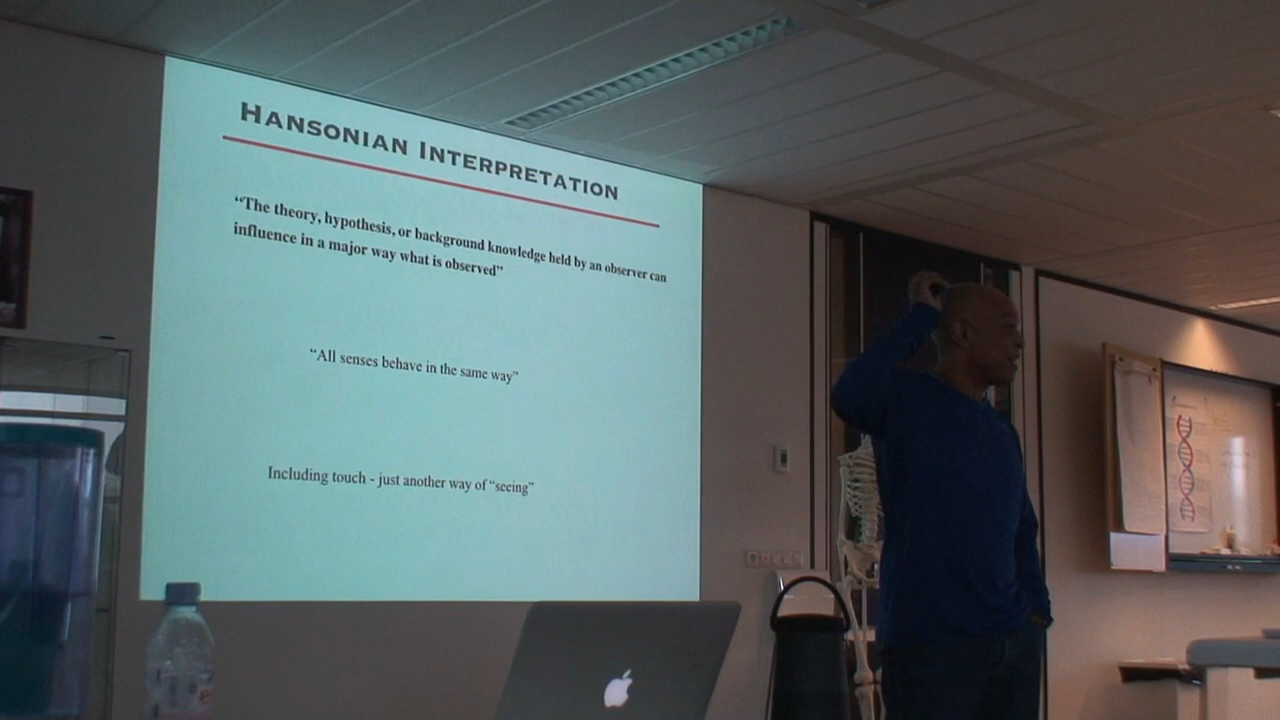 HANSONIAN INTERPRETATION
“The theory, hypothesis, or background knowledge held by an observer can
influence in a major way what is observed”
“All senses behave in the same way”
Including touch - just another way of “seeing”